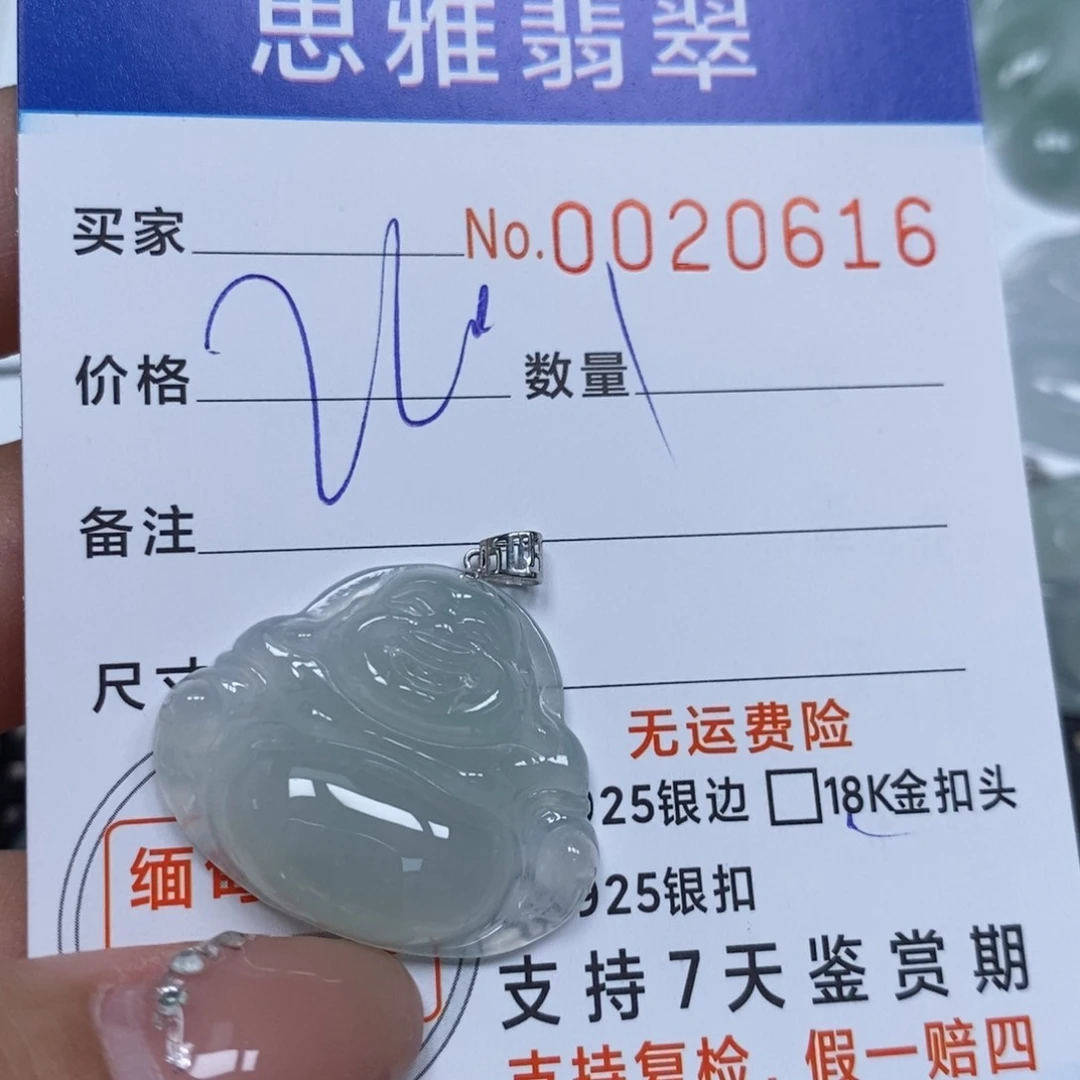 思雅翡翠
买家 No.0020616
价格 数量 1
备注
尺寸
无运费险
925银边 □18K金扣头
缅甸
925银扣
支持7天鉴赏期
支持复检，假一赔四